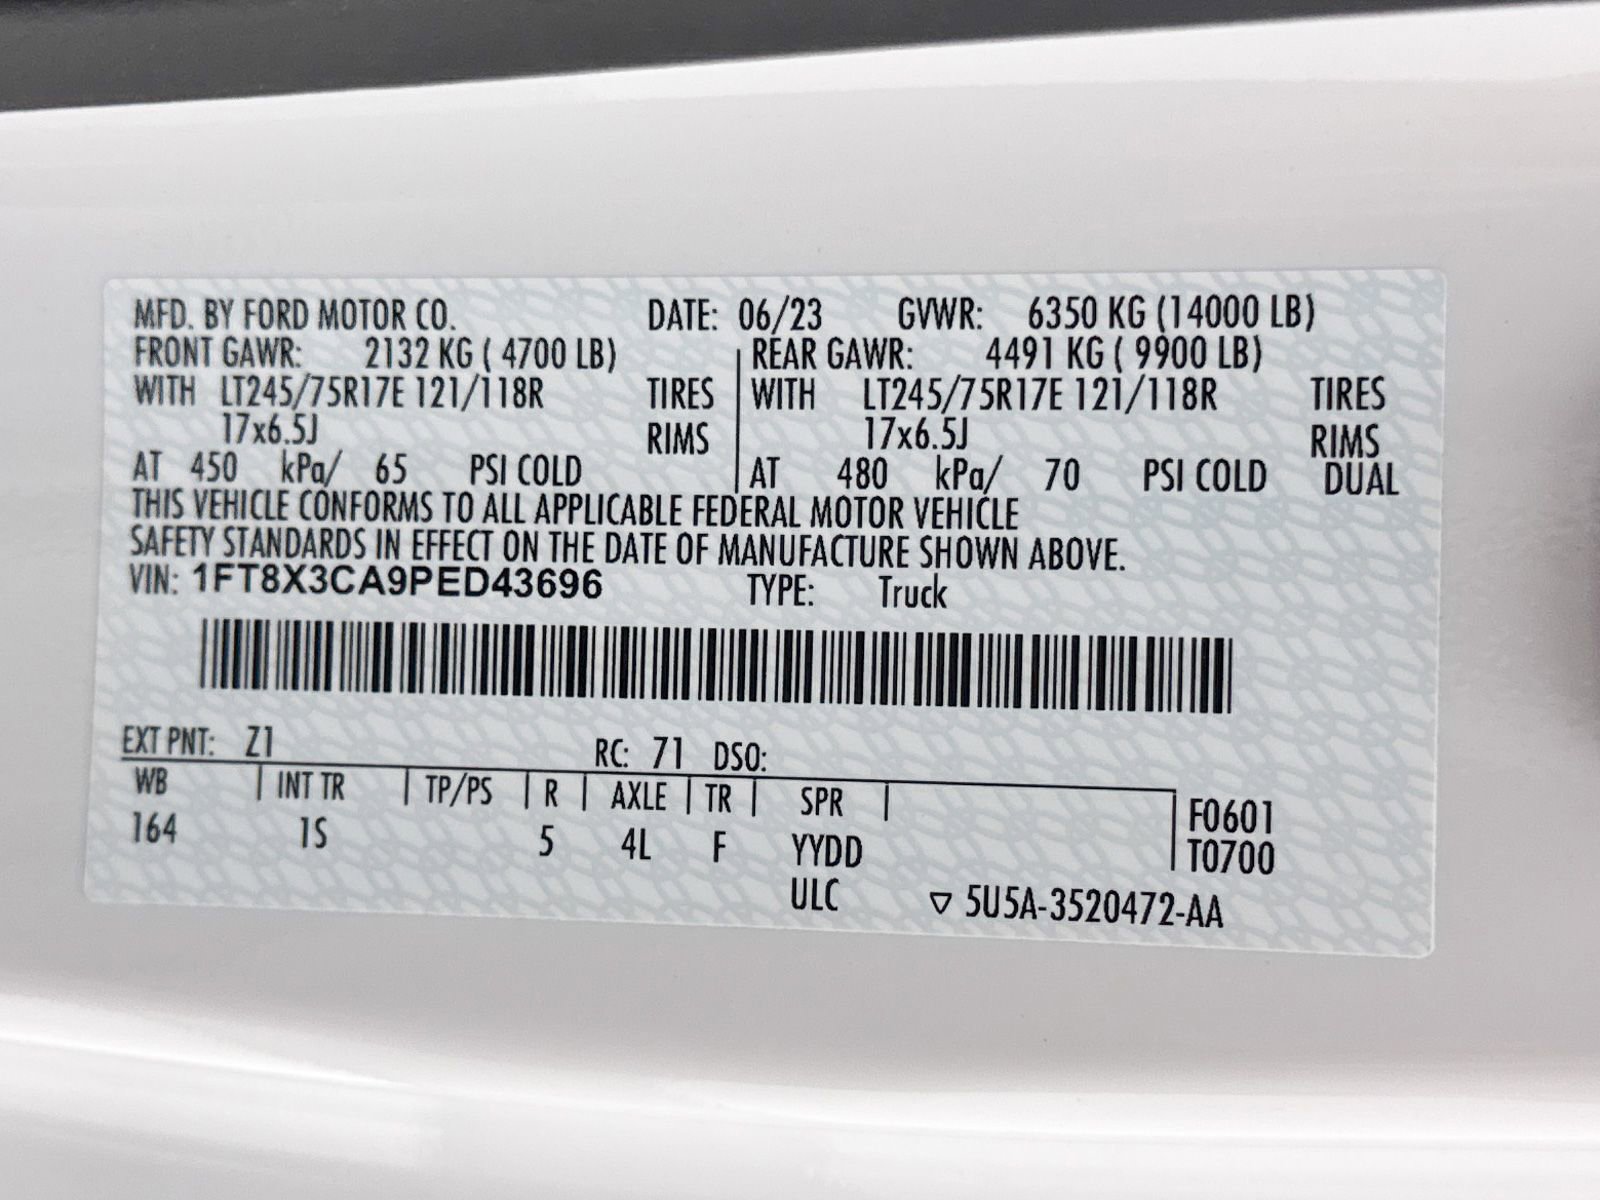 MFD. BY FORD MOTOR CO. DATE: 06/23 GVWR: 6350 KG (14000 LB)
FRONT GAWR: 2132 KG ( 4700 LB) REAR GAWR: 4491 KG ( 9900 LB)
WITH LT245/75R17E 121/118R TIRES WITH LT245/75R17E 121/118R TIRES
17x6.5J RIMS 17x6.5J RIMS
AT 450 kPa/ 65 PSI COLD AT 480 kPa/ 70 PSI COLD DUAL
THIS VEHICLE CONFORMS TO ALL APPLICABLE FEDERAL MOTOR VEHICLE
SAFETY STANDARDS IN EFFECT ON THE DATE OF MANUFACTURE SHOWN ABOVE.
VIN: 1FT8X3CA9PED43696 TYPE: Truck
EXT PNT: Z1 RC: 71 DSO:
WB | INT TR | TP/PS | R | AXLE | TR | SPR | F0601
164 1S 5 4L F YYDD T0700
ULC ▽ 5U5A-3520472-AA